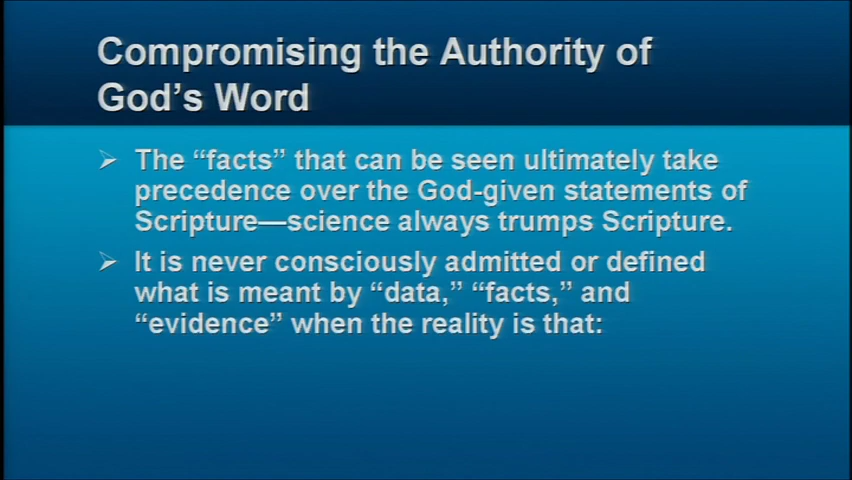 Compromising the Authority of
God’s Word
➢ The “facts” that can be seen ultimately take
precedence over the God-given statements of
Scripture—science always trumps Scripture.
➢ It is never consciously admitted or defined
what is meant by “data,” “facts,” and
“evidence” when the reality is that: